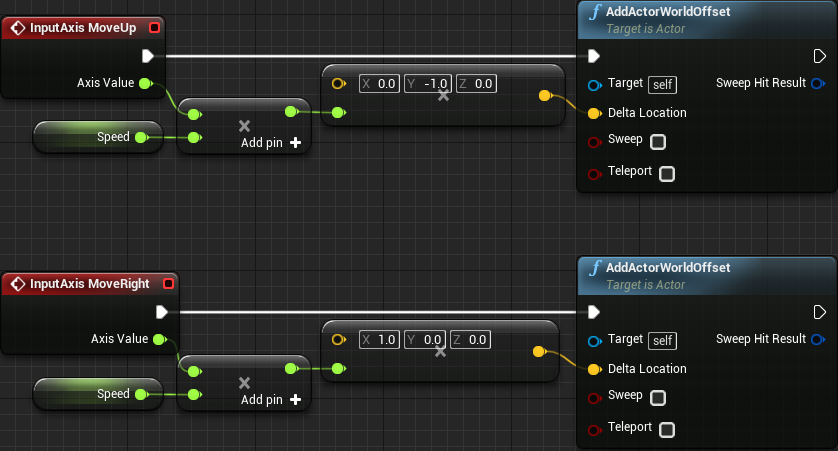 InputAxis MoveUp
Axis Value
Speed
Add pin
X 0.0 Y -1.0 Z 0.0
f AddActorWorldOffset
Target is Actor
Target self Sweep Hit Result
Delta Location
Sweep
Teleport
InputAxis MoveRight
Axis Value
Speed
Add pin
X 1.0 Y 0.0 Z 0.0
f AddActorWorldOffset
Target is Actor
Target self Sweep Hit Result
Delta Location
Sweep
Teleport